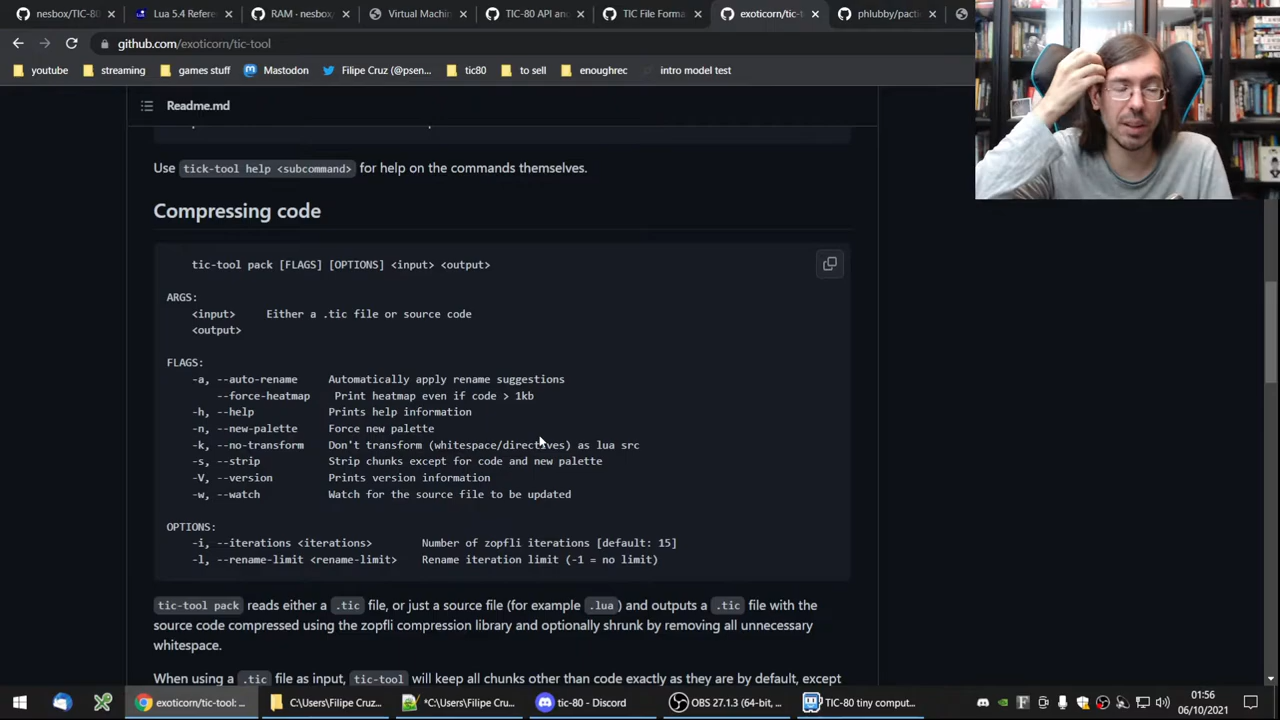 nesbox/TIC-80
Lua 5.4 Refere
RAM · nesbox/
Virtual Machin
TIC-80 API an
TIC File Forma
exoticorn/tic-
phlubby/pactic
github.com/exoticorn/tic-tool
youtube
streaming
games stuff
Mastodon
Filipe Cruz (@psen...
tic80
to sell
enoughrec
intro model test
Readme.md
Use tick-tool help <subcommand> for help on the commands themselves.
Compressing code
tic-tool pack [FLAGS] [OPTIONS] <input> <output>
ARGS:
<input> Either a .tic file or source code
<output>
FLAGS:
-a, --auto-rename Automatically apply rename suggestions
--force-heatmap Print heatmap even if code > 1kb
-h, --help Prints help information
-n, --new-palette Force new palette
-k, --no-transform Don't transform (whitespace/directives) as lua src
-s, --strip Strip chunks except for code and new palette
-V, --version Prints version information
-w, --watch Watch for the source file to be updated
OPTIONS:
-i, --iterations <iterations> Number of zopfli iterations [default: 15]
-l, --rename-limit <rename-limit> Rename iteration limit (-1 = no limit)
tic-tool pack reads either a .tic file, or just a source file (for example .lua) and outputs a .tic file with the
source code compressed using the zopfli compression library and optionally shrunk by removing all unnecessary
whitespace.
When using a .tic file as input, tic-tool will keep all chunks other than code exactly as they are by default, except
exoticorn/tic-tool: ...
C:\Users\Filipe Cruz...
*C:\Users\Filipe Cru...
tic-80 - Discord
OBS 27.1.3 (64-bit, ...
TIC-80 tiny comput...
01:56
06/10/2021